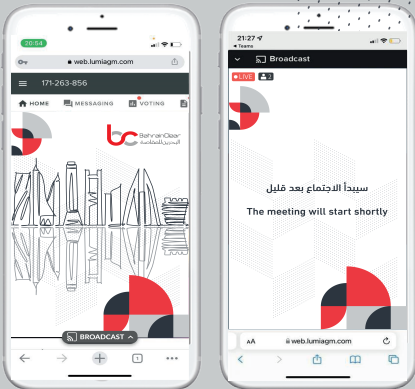 20:54
web.lumiagm.com
171-263-856
HOME
MESSAGING
VOTING
bc BahrainClear
البحرين للمقاصة
BROADCAST
1
21:27
Teams
Broadcast
LIVE 2
سيبدأ الاجتماع بعد قليل
The meeting will start shortly
AA
web.lumiagm.com